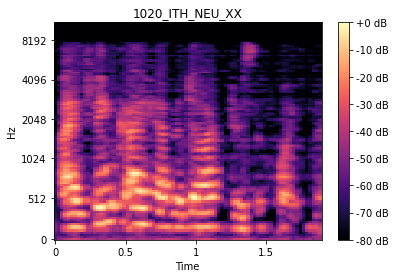 1020_ITH_NEU_XX
+0 dB
8192
-10 dB
4096
-20 dB
-30 dB
2048
Hz
-40 dB
1024
-50 dB
512
-60 dB
-70 dB
0
-80 dB
0
0.5
1
1.5
Time